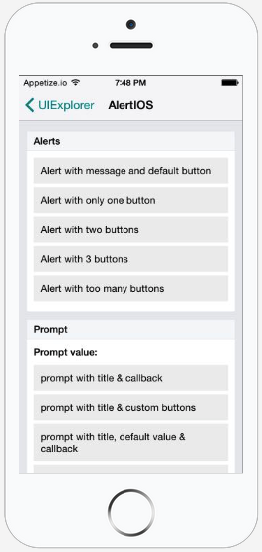 Appetize.io 7:48 PM
UIExplorer AlertIOS
Alerts
Alert with message and default button
Alert with only one button
Alert with two buttons
Alert with 3 buttons
Alert with too many buttons
Prompt
Prompt value:
prompt with title & callback
prompt with title & custom buttons
prompt with title, cefault value &
callback